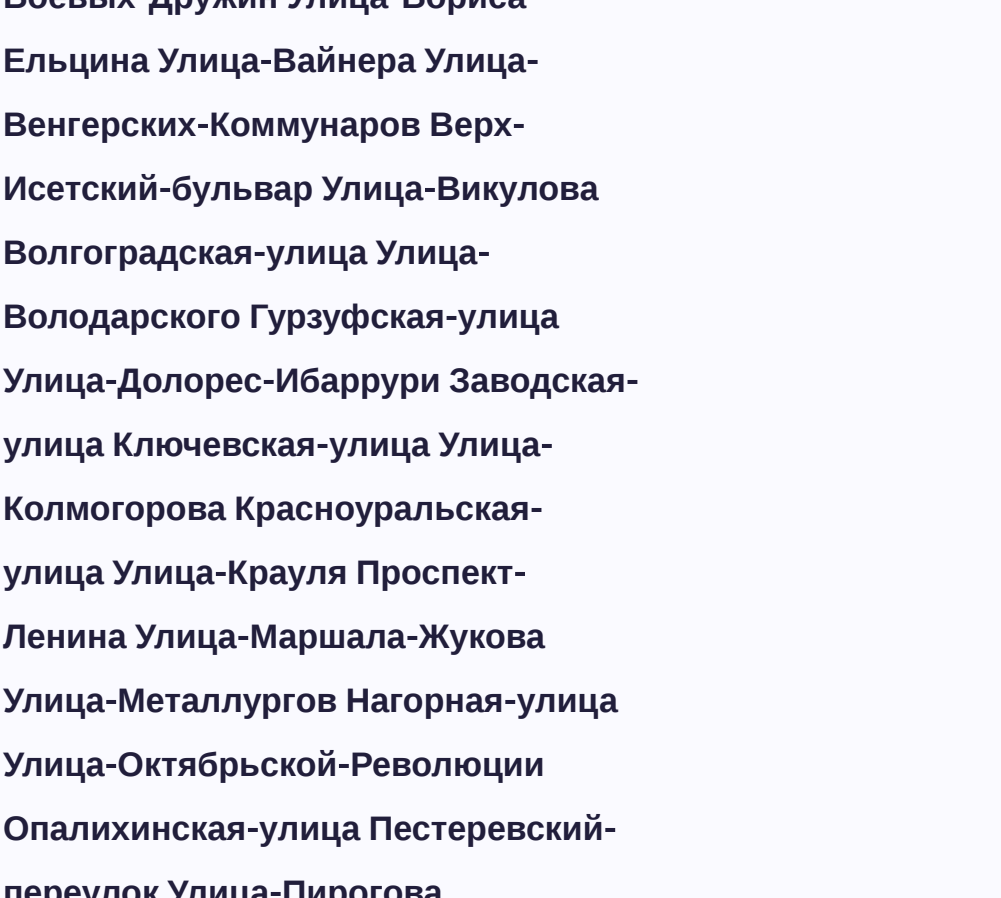 Боевых-Дружин Улица-Бориса
Ельцина Улица-Вайнера Улица-
Венгерских-Коммунаров Верх-
Исетский-бульвар Улица-Викулова
Волгоградская-улица Улица-
Володарского Гурзуфская-улица
Улица-Долорес-Ибаррури Заводская-
улица Ключевская-улица Улица-
Колмогорова Красноуральская-
улица Улица-Крауля Проспект-
Ленина Улица-Маршала-Жукова
Улица-Металлургов Нагорная-улица
Улица-Октябрьской-Революции
Опалихинская-улица Пестеревский-
переулок Улица-Пирогова